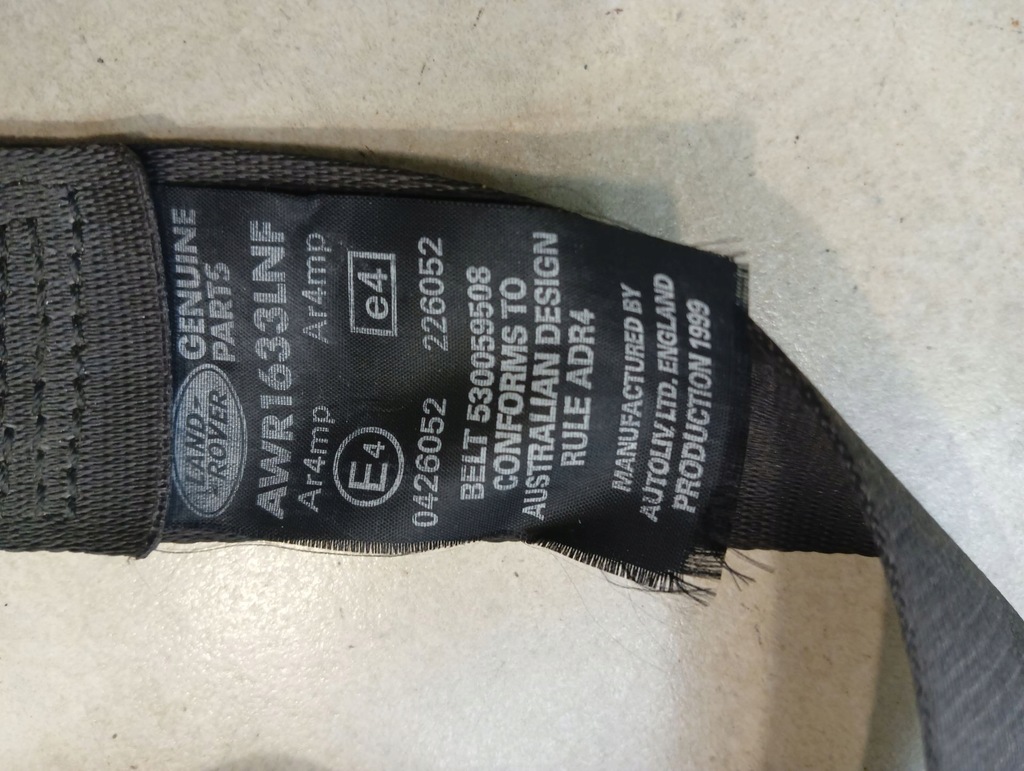 LAND-
ROVER
GENUINE
PARTS
AWR1633LNF
Ar4mp Ar4mp
E4 e4
0426052 226052
BELT 530059508
CONFORMS TO
AUSTRALIAN DESIGN
RULE ADR4
MANUFACTURED BY
AUTOLIV, LTD. ENGLAND
PRODUCTION 1999